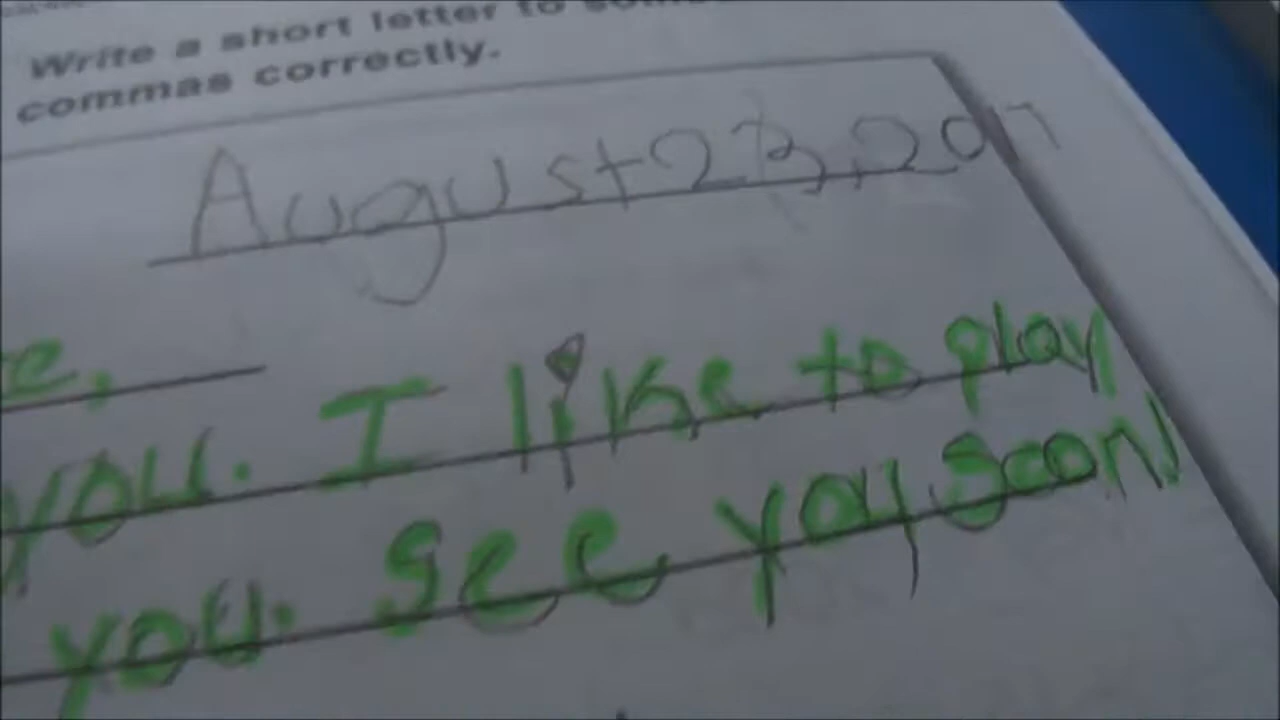 Write a short letter to
commas correctly.
August 23, 2017
e,
you. I like to play
you. See you soon!